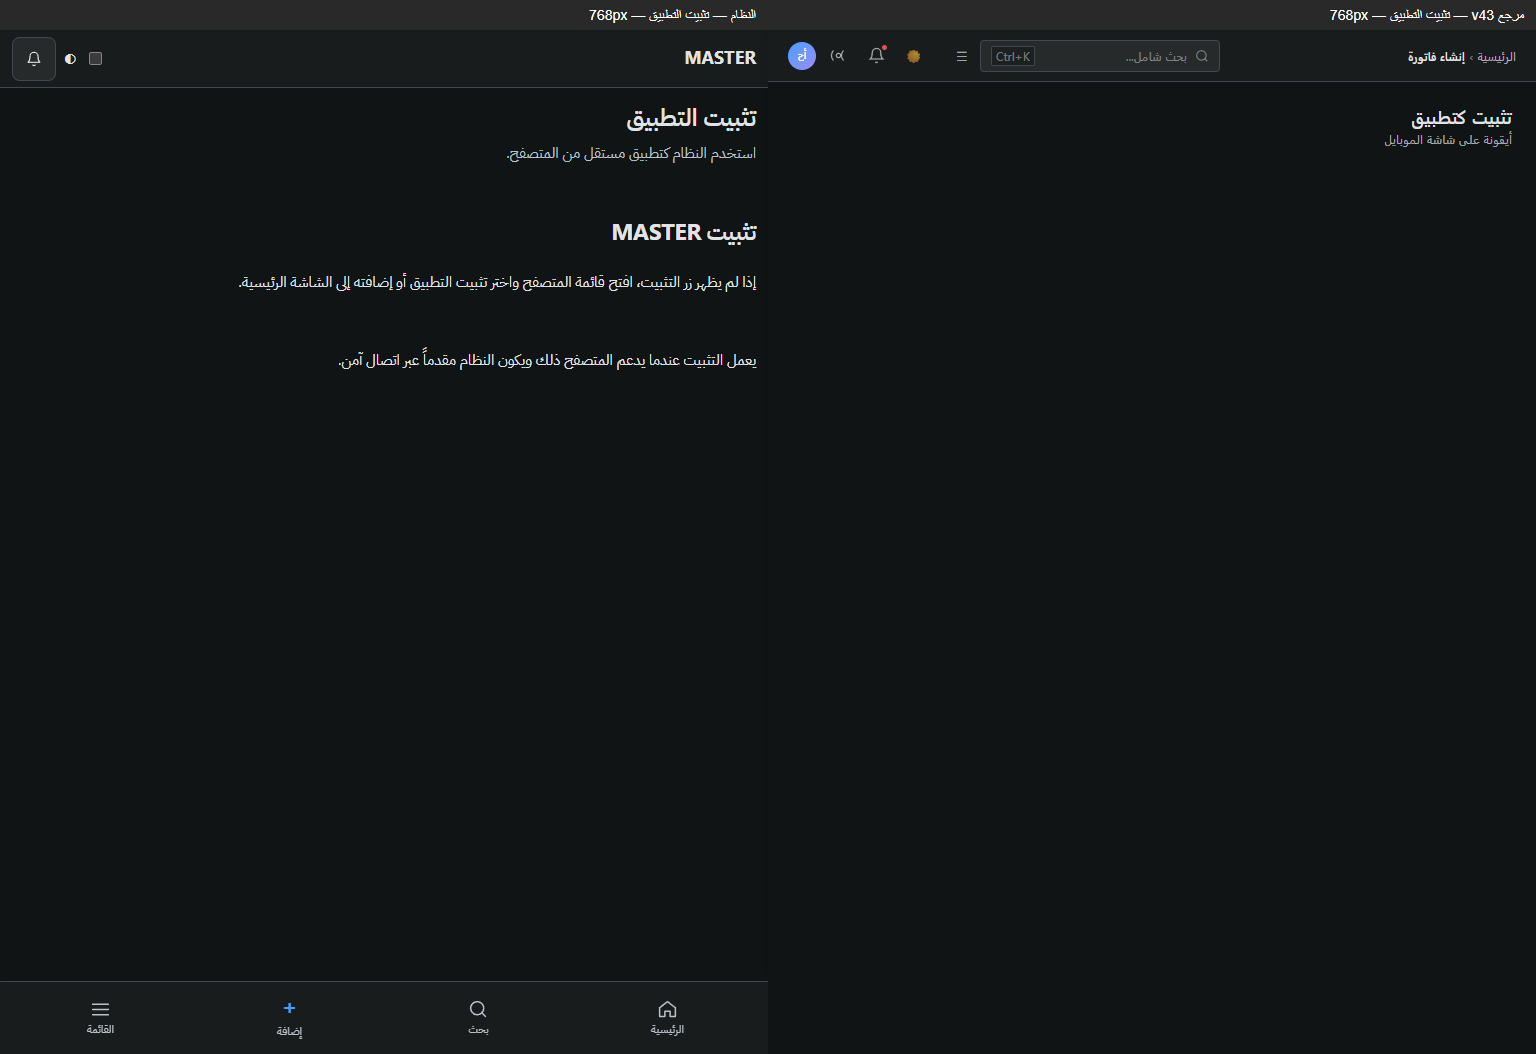 مرجع v43 — تثبيت التطبيق — 768px
الرئيسية › إنشاء فاتورة
بحث شامل...
Ctrl+K
أح
تثبيت كتطبيق
أيقونة على شاشة الموبايل
النظام — تثبيت التطبيق — 768px
MASTER
تثبيت التطبيق
استخدم النظام كتطبيق مستقل من المتصفح.
تثبيت MASTER
إذا لم يظهر زر التثبيت، افتح قائمة المتصفح واختر تثبيت التطبيق أو إضافته إلى الشاشة الرئيسية.
يعمل التثبيت عندما يدعم المتصفح ذلك ويكون النظام مقدماً عبر اتصال آمن.
الرئيسية
بحث
إضافة
القائمة